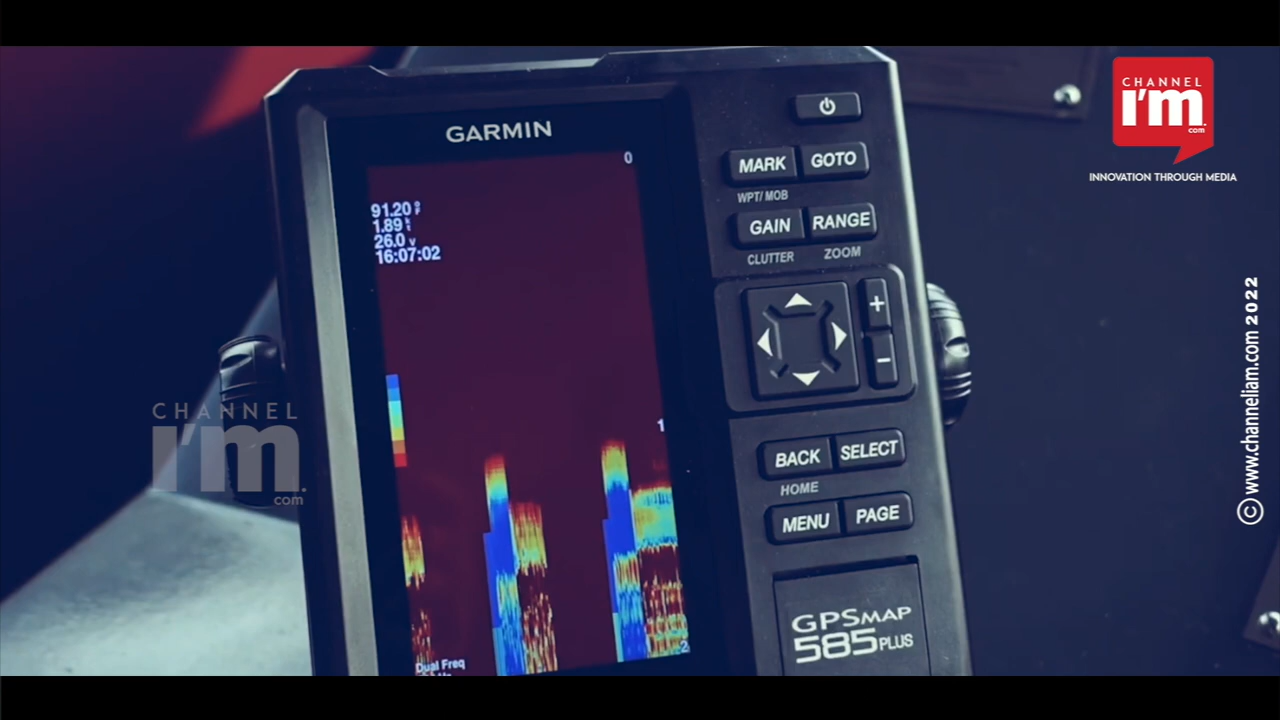 GARMIN
0
91.20 °F
1.89
26.0 V
16:07:02
1
2
Dual Freq
MARK
GOTO
WPT/ MOB
GAIN
RANGE
CLUTTER
ZOOM
+
-
BACK
SELECT
HOME
MENU
PAGE
GPSMAP
585 PLUS
CHANNEL
I'm.
com
INNOVATION THROUGH MEDIA
CHANNEL
I'm.
com
© www.channeliam.com 2022